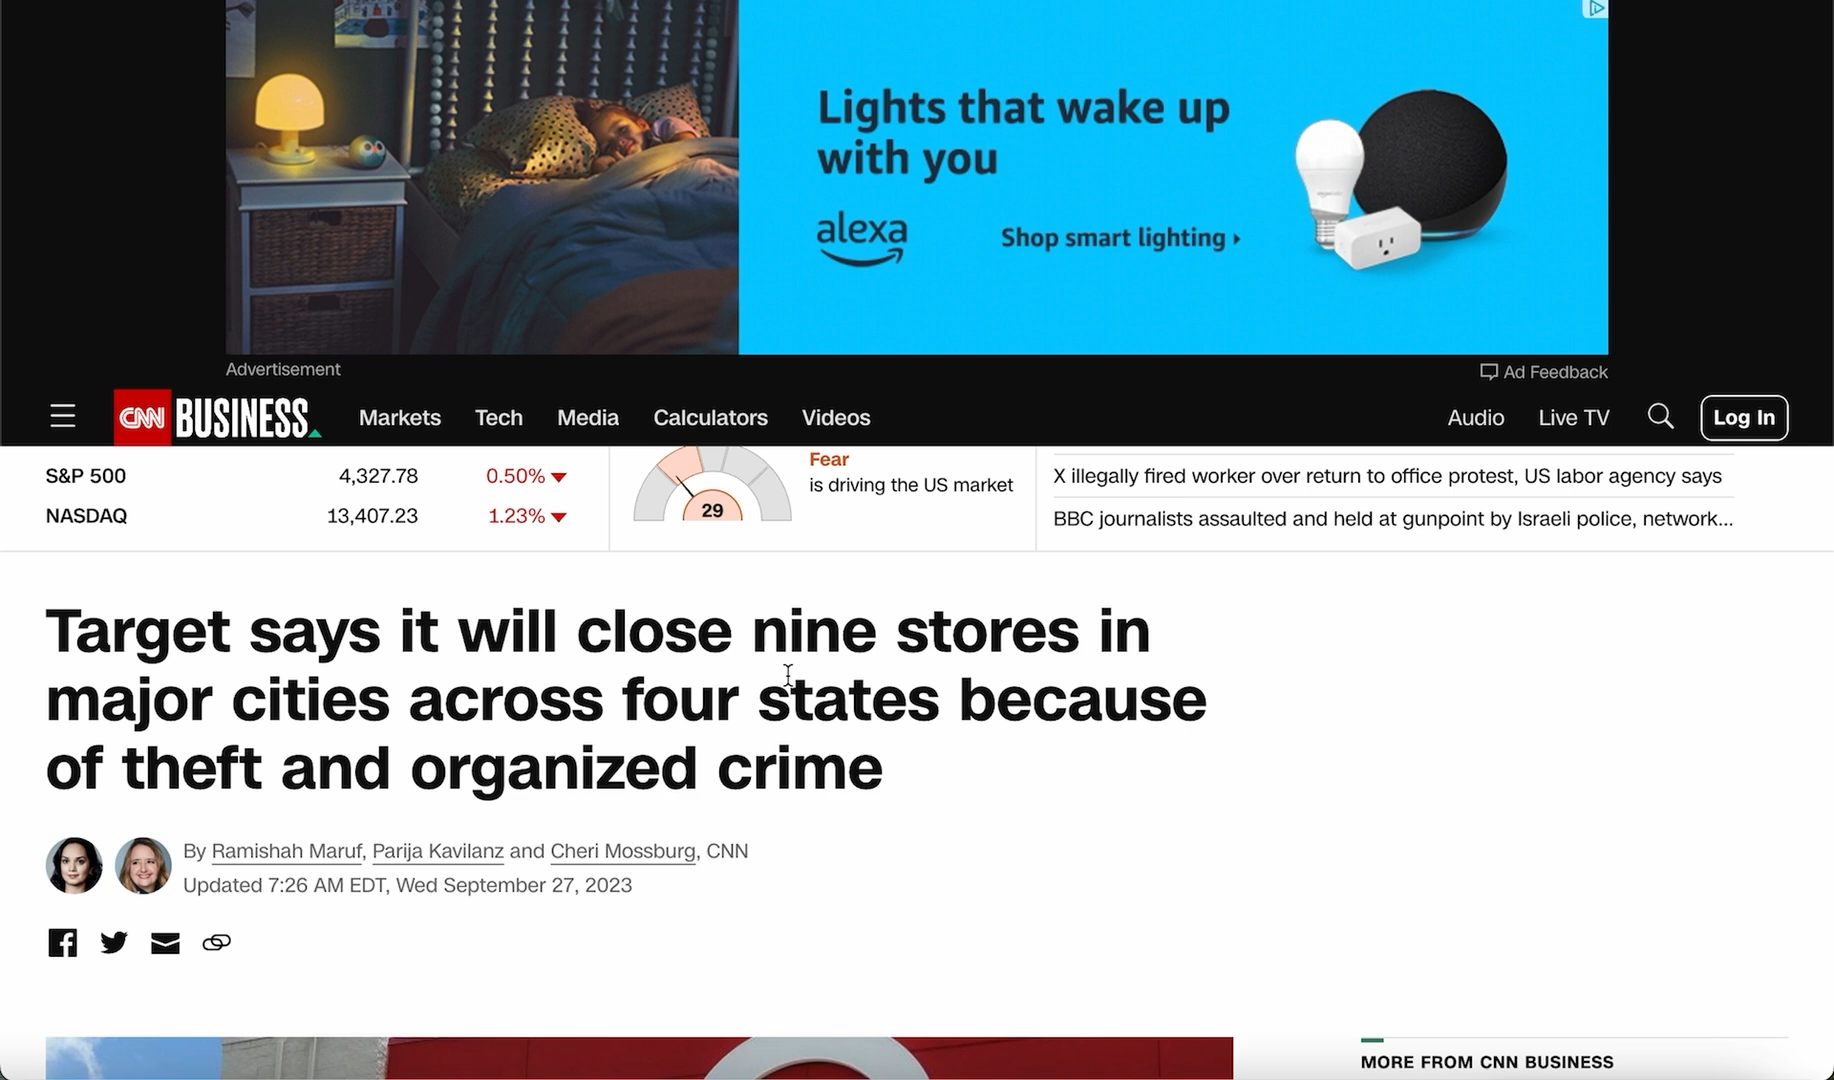 Lights that wake up
with you
alexa
Shop smart lighting
Advertisement
Ad Feedback
CNN BUSINESS
Markets
Tech
Media
Calculators
Videos
Audio
Live TV
Log In
S&P 500 4,327.78 0.50%
NASDAQ 13,407.23 1.23%
29
Fear
is driving the US market
X illegally fired worker over return to office protest, US labor agency says
BBC journalists assaulted and held at gunpoint by Israeli police, network...
Target says it will close nine stores in
major cities across four states because
of theft and organized crime
By Ramishah Maruf, Parija Kavilanz and Cheri Mossburg, CNN
Updated 7:26 AM EDT, Wed September 27, 2023
MORE FROM CNN BUSINESS